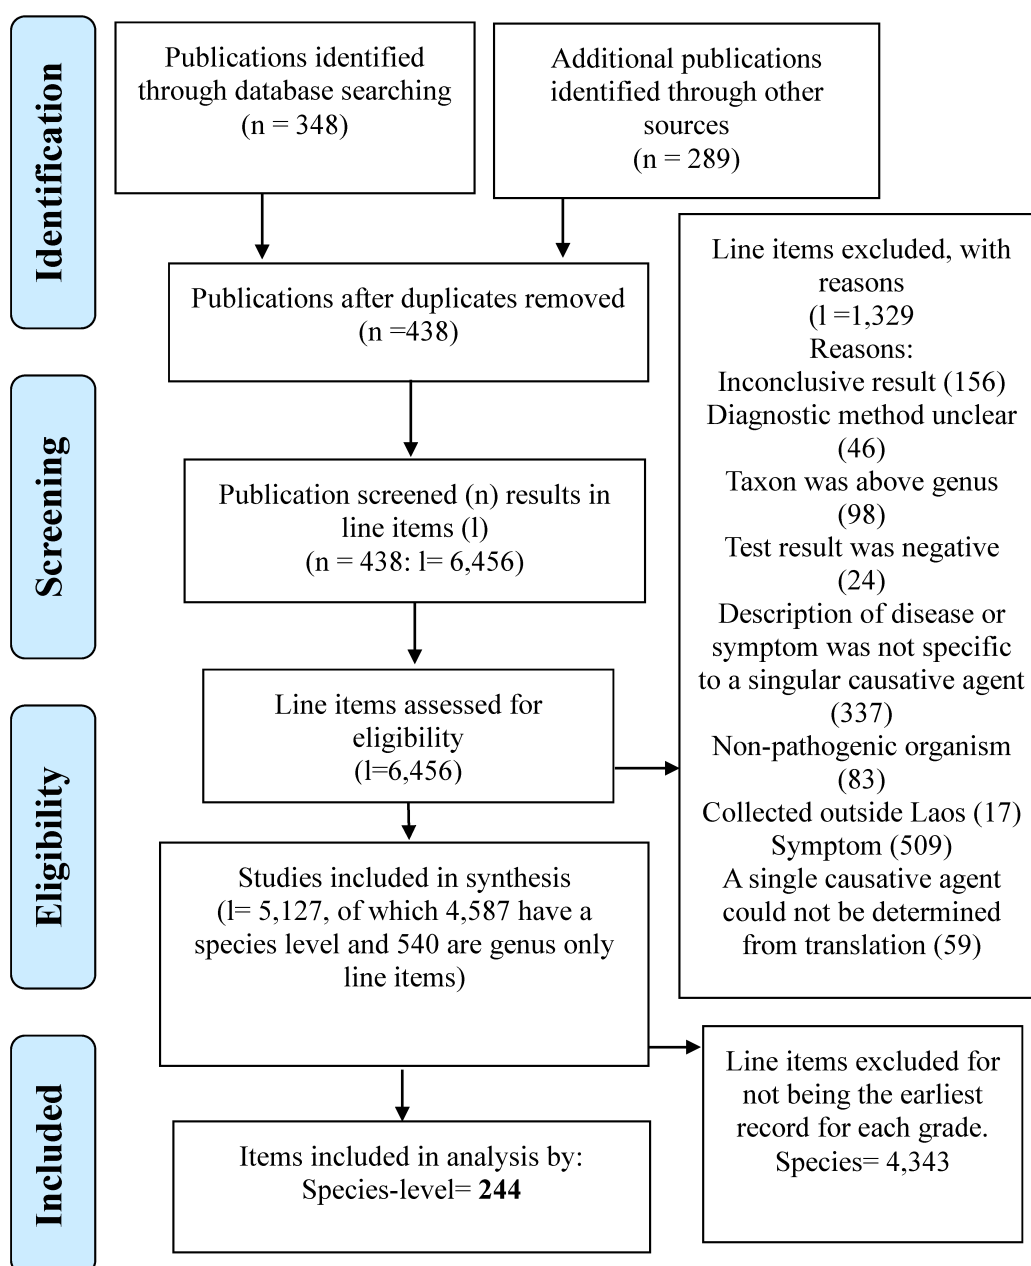 Identification
Publications identified
through database searching
(n = 348)
Additional publications
identified through other
sources
(n = 289)
Publications after duplicates removed
(n =438)
Screening
Publication screened (n) results in
line items (l)
(n = 438: l= 6,456)
Eligibility
Line items assessed for
eligibility
(l=6,456)
Line items excluded, with
reasons
(l =1,329
Reasons:
Inconclusive result (156)
Diagnostic method unclear
(46)
Taxon was above genus
(98)
Test result was negative
(24)
Description of disease or
symptom was not specific
to a singular causative agent
(337)
Non-pathogenic organism
(83)
Collected outside Laos (17)
Symptom (509)
A single causative agent
could not be determined
from translation (59)
Studies included in synthesis
(l= 5,127, of which 4,587 have a
species level and 540 are genus only
line items)
Included
Line items excluded for
not being the earliest
record for each grade.
Species= 4,343
Items included in analysis by:
Species-level= 244